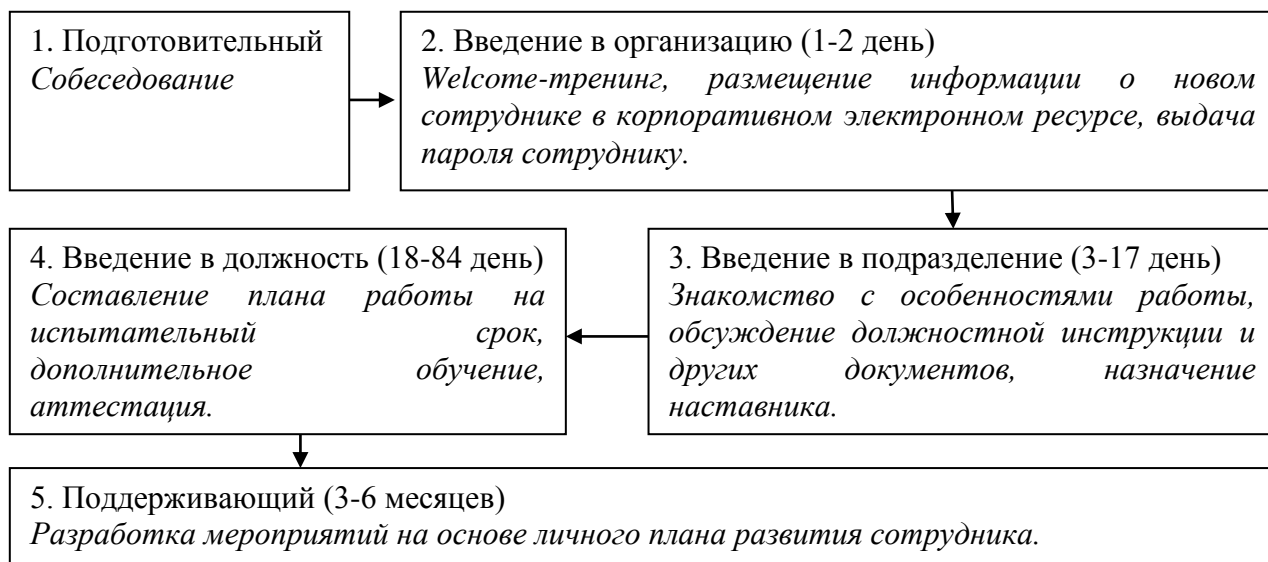 1. Подготовительный
Собеседование
2. Введение в организацию (1-2 день)
Welcome-тренинг, размещение информации о новом
сотруднике в корпоративном электронном ресурсе, выдача
пароля сотруднику.
3. Введение в подразделение (3-17 день)
Знакомство с особенностями работы,
обсуждение должностной инструкции и
других документов, назначение
наставника.
4. Введение в должность (18-84 день)
Составление плана работы на
испытательный срок,
дополнительное обучение,
аттестация.
5. Поддерживающий (3-6 месяцев)
Разработка мероприятий на основе личного плана развития сотрудника.